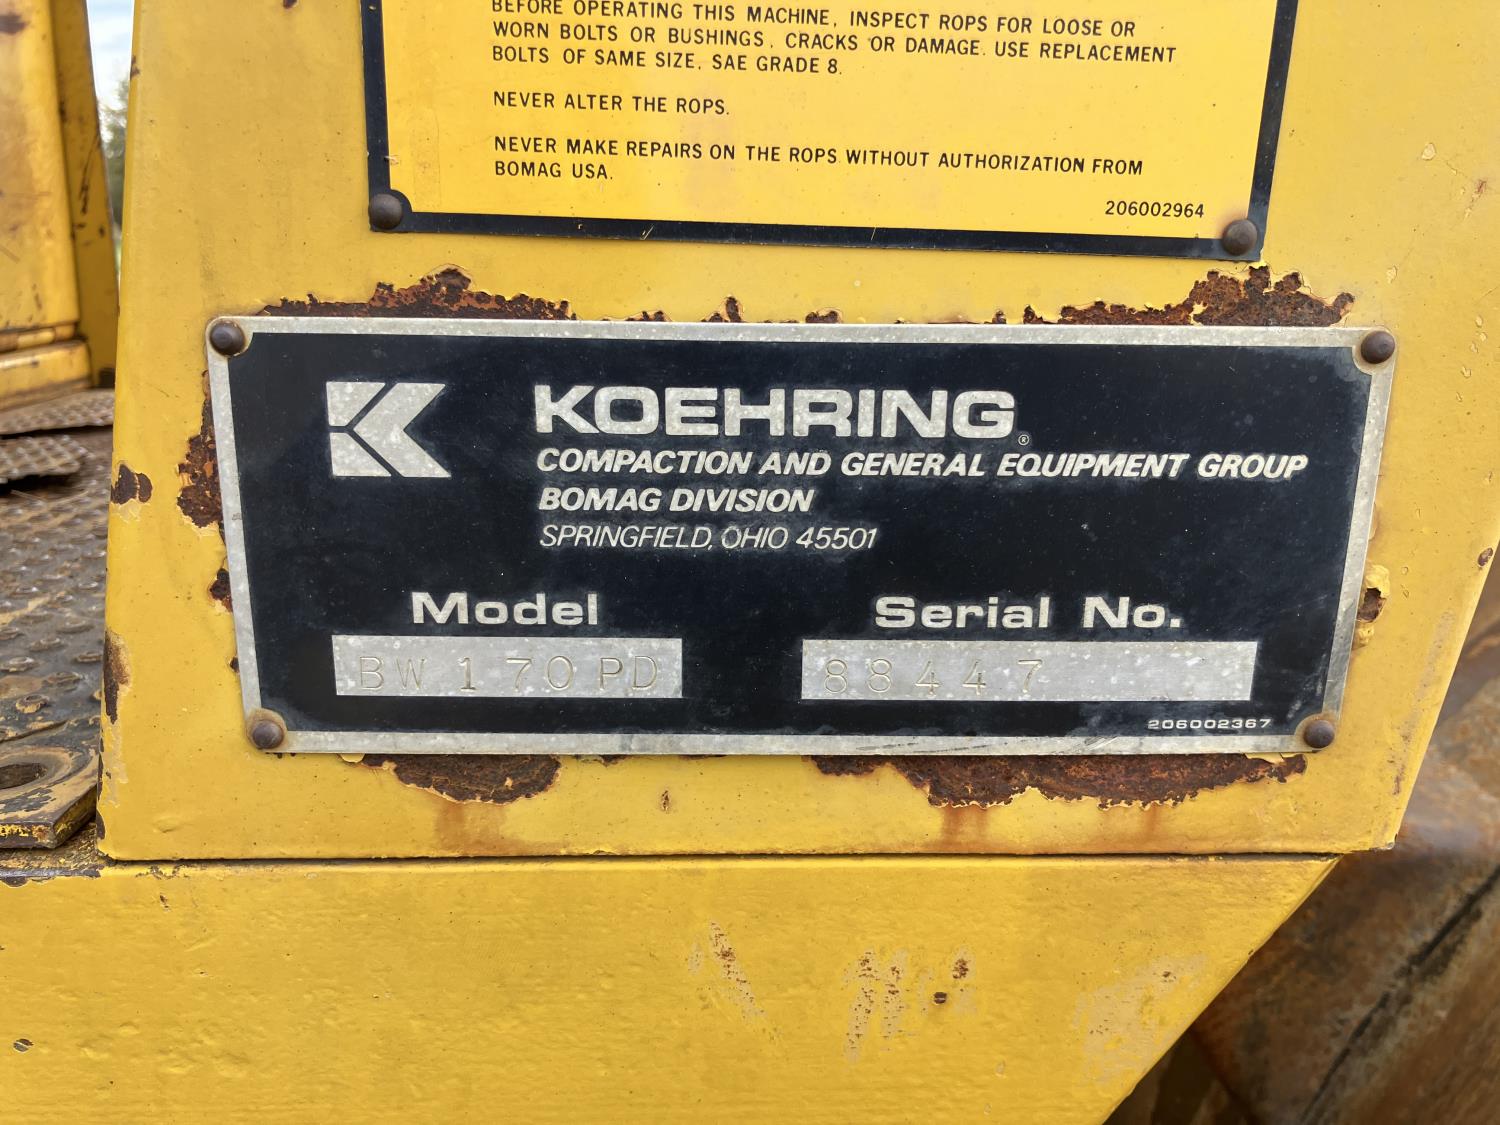 BEFORE OPERATING THIS MACHINE, INSPECT ROPS FOR LOOSE OR
WORN BOLTS OR BUSHINGS, CRACKS OR DAMAGE. USE REPLACEMENT
BOLTS OF SAME SIZE, SAE GRADE 8.
NEVER ALTER THE ROPS.
NEVER MAKE REPAIRS ON THE ROPS WITHOUT AUTHORIZATION FROM
BOMAG USA.
206002964
KOEHRING®
COMPACTION AND GENERAL EQUIPMENT GROUP
BOMAG DIVISION
SPRINGFIELD, OHIO 45501
Model
Serial No.
BW170PD
88447
206002367